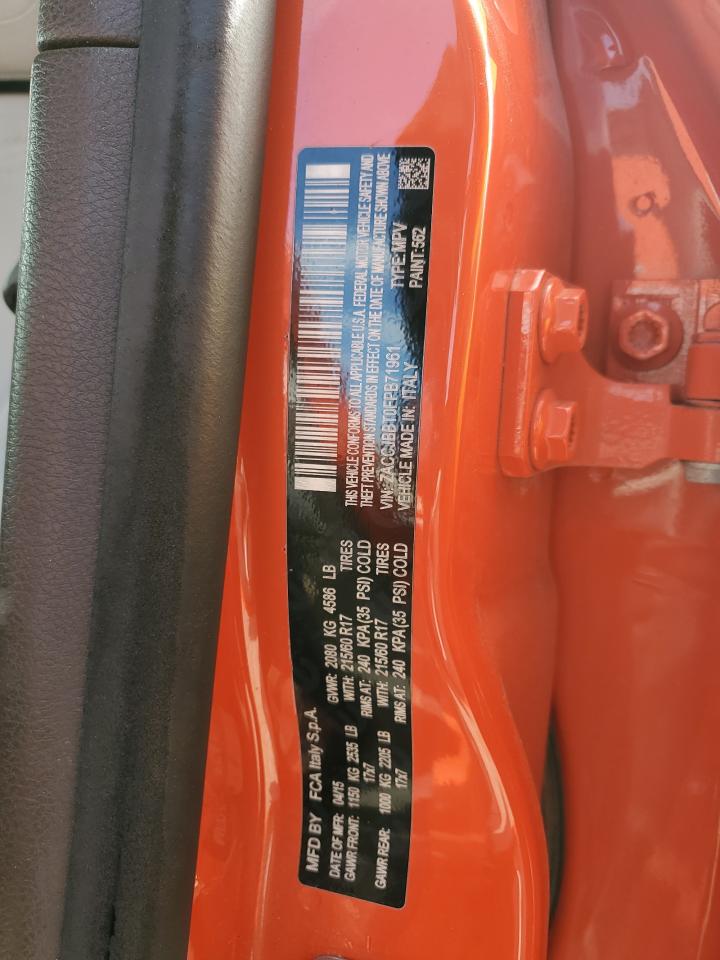 MFD BY FCA Italy S.p.A.
DATE OF MFR: 04/15 GVWR: 2080 KG 4586 LB
GAWR FRONT: 1150 KG 2535 LB WITH: 215/60 R17 TIRES
17x7 RIMS AT: 240 KPA(35 PSI) COLD
GAWR REAR: 1000 KG 2205 LB WITH: 215/60 R17 TIRES
17x7 RIMS AT: 240 KPA(35 PSI) COLD
THIS VEHICLE CONFORMS TO ALL APPLICABLE U.S.A. FEDERAL MOTOR VEHICLE SAFETY AND
THEFT PREVENTION STANDARDS IN EFFECT ON THE DATE OF MANUFACTURE SHOWN ABOVE
VIN: TYPE:MPV
VEHICLE MADE IN: ITALY PAINT:562